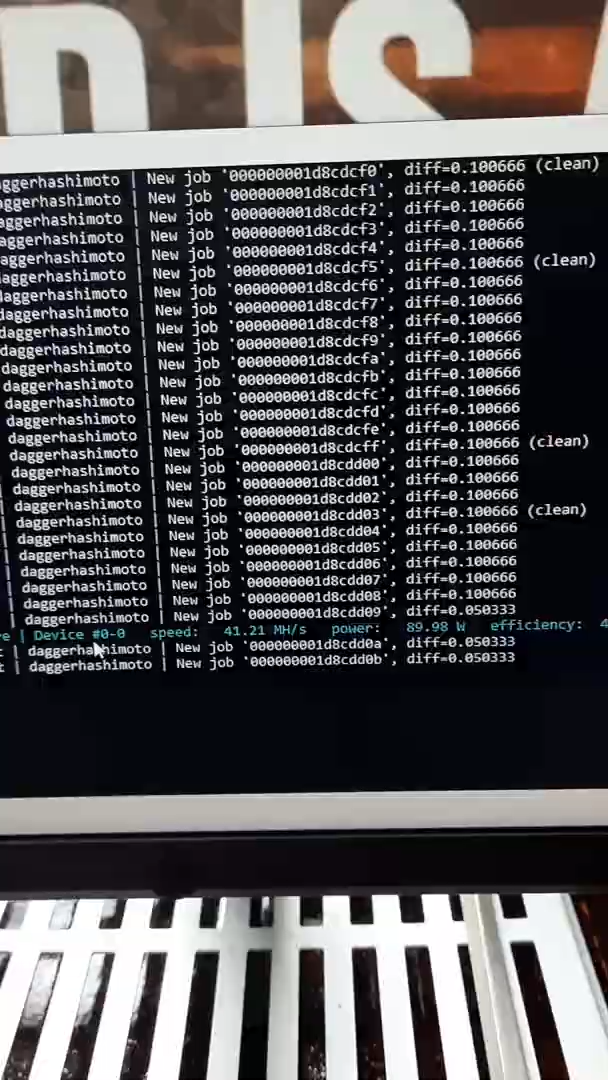 aggerhashimoto | New job '000000001d8cdcf0', diff=0.100666 (clean)
aggerhashimoto | New job '000000001d8cdcf1', diff=0.100666
aggerhashimoto | New job '000000001d8cdcf2', diff=0.100666
aggerhashimoto | New job '000000001d8cdcf3', diff=0.100666
aggerhashimoto | New job '000000001d8cdcf4', diff=0.100666
aggerhashimoto | New job '000000001d8cdcf5', diff=0.100666 (clean)
aggerhashimoto | New job '000000001d8cdcf6', diff=0.100666
daggerhashimoto | New job '000000001d8cdcf7', diff=0.100666
daggerhashimoto | New job '000000001d8cdcf8', diff=0.100666
daggerhashimoto | New job '000000001d8cdcf9', diff=0.100666
daggerhashimoto | New job '000000001d8cdcfa', diff=0.100666
daggerhashimoto | New job '000000001d8cdcfb', diff=0.100666
daggerhashimoto | New job '000000001d8cdcfc', diff=0.100666
daggerhashimoto | New job '000000001d8cdcfd', diff=0.100666
daggerhashimoto | New job '000000001d8cdcfe', diff=0.100666
daggerhashimoto | New job '000000001d8cdcff', diff=0.100666 (clean)
daggerhashimoto | New job '000000001d8cdd00', diff=0.100666
daggerhashimoto | New job '000000001d8cdd01', diff=0.100666
daggerhashimoto | New job '000000001d8cdd02', diff=0.100666
| daggerhashimoto | New job '000000001d8cdd03', diff=0.100666 (clean)
| daggerhashimoto | New job '000000001d8cdd04', diff=0.100666
| daggerhashimoto | New job '000000001d8cdd05', diff=0.100666
| daggerhashimoto | New job '000000001d8cdd06', diff=0.100666
| daggerhashimoto | New job '000000001d8cdd07', diff=0.100666
| daggerhashimoto | New job '000000001d8cdd08', diff=0.100666
| daggerhashimoto | New job '000000001d8cdd09', diff=0.050333
e | Device #0-0 speed: 41.21 MH/s power: 89.98 W efficiency: 4
t | daggerhashimoto | New job '000000001d8cdd0a', diff=0.050333
t | daggerhashimoto | New job '000000001d8cdd0b', diff=0.050333